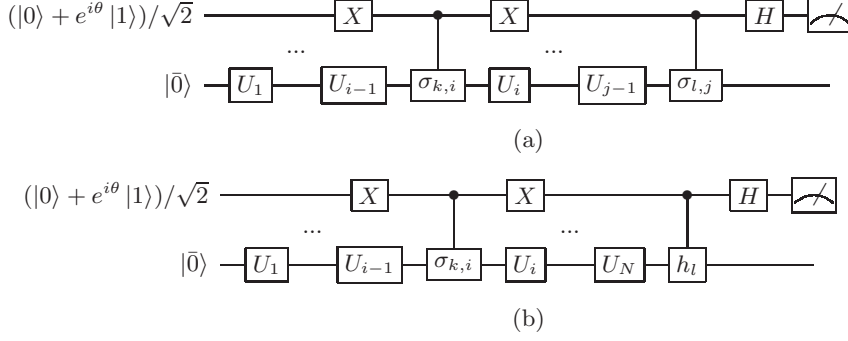 (|0⟩ + e^{iθ} |1⟩)/√2 X X H
... ...
|0̄⟩ U_1 U_{i−1} σ_{k,i} U_i U_{j−1} σ_{l,j}
(a)
(|0⟩ + e^{iθ} |1⟩)/√2 X X H
... ...
|0̄⟩ U_1 U_{i−1} σ_{k,i} U_i U_N h_l
(b)